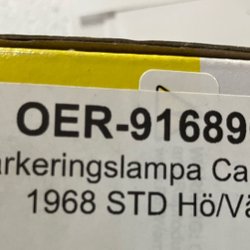 OER-91689
arkeringslampa Ca
1968 STD Hö/Vä